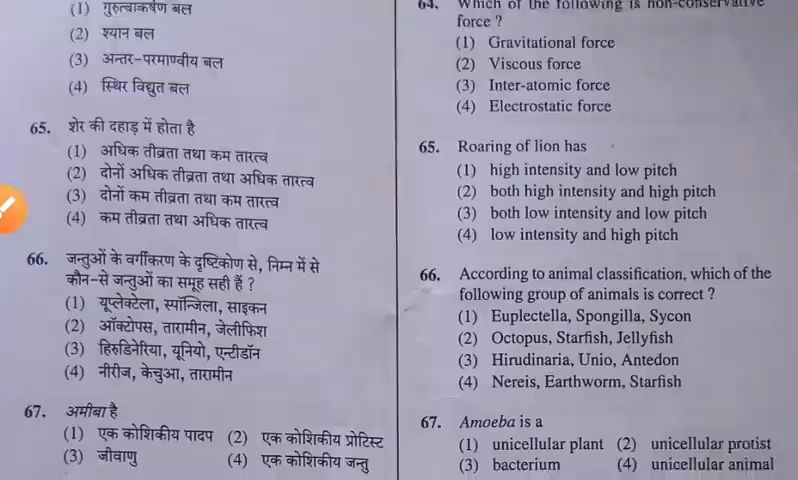 (1) गुरुत्वाकर्षण बल
(2) श्यान बल
(3) अन्तर-परमाण्वीय बल
(4) स्थिर विद्युत बल
65. शेर की दहाड़ में होता है
(1) अधिक तीव्रता तथा कम तारत्व
(2) दोनों अधिक तीव्रता तथा अधिक तारत्व
(3) दोनों कम तीव्रता तथा कम तारत्व
(4) कम तीव्रता तथा अधिक तारत्व
66. जन्तुओं के वर्गीकरण के दृष्टिकोण से, निम्न में से
कौन-से जन्तुओं का समूह सही हैं ?
(1) यूप्लेक्टेला, स्पॉन्जिला, साइकन
(2) ऑक्टोपस, तारामीन, जेलीफिश
(3) हिरुडिनेरिया, यूनियो, एन्टीडॉन
(4) नीरीज, केंचुआ, तारामीन
67. अमीबा है
(1) एक कोशिकीय पादप (2) एक कोशिकीय प्रोटिस्ट
(3) जीवाणु (4) एक कोशिकीय जन्तु
64. Which of the following is non-conservative
force ?
(1) Gravitational force
(2) Viscous force
(3) Inter-atomic force
(4) Electrostatic force
65. Roaring of lion has
(1) high intensity and low pitch
(2) both high intensity and high pitch
(3) both low intensity and low pitch
(4) low intensity and high pitch
66. According to animal classification, which of the
following group of animals is correct ?
(1) Euplectella, Spongilla, Sycon
(2) Octopus, Starfish, Jellyfish
(3) Hirudinaria, Unio, Antedon
(4) Nereis, Earthworm, Starfish
67. Amoeba is a
(1) unicellular plant (2) unicellular protist
(3) bacterium (4) unicellular animal